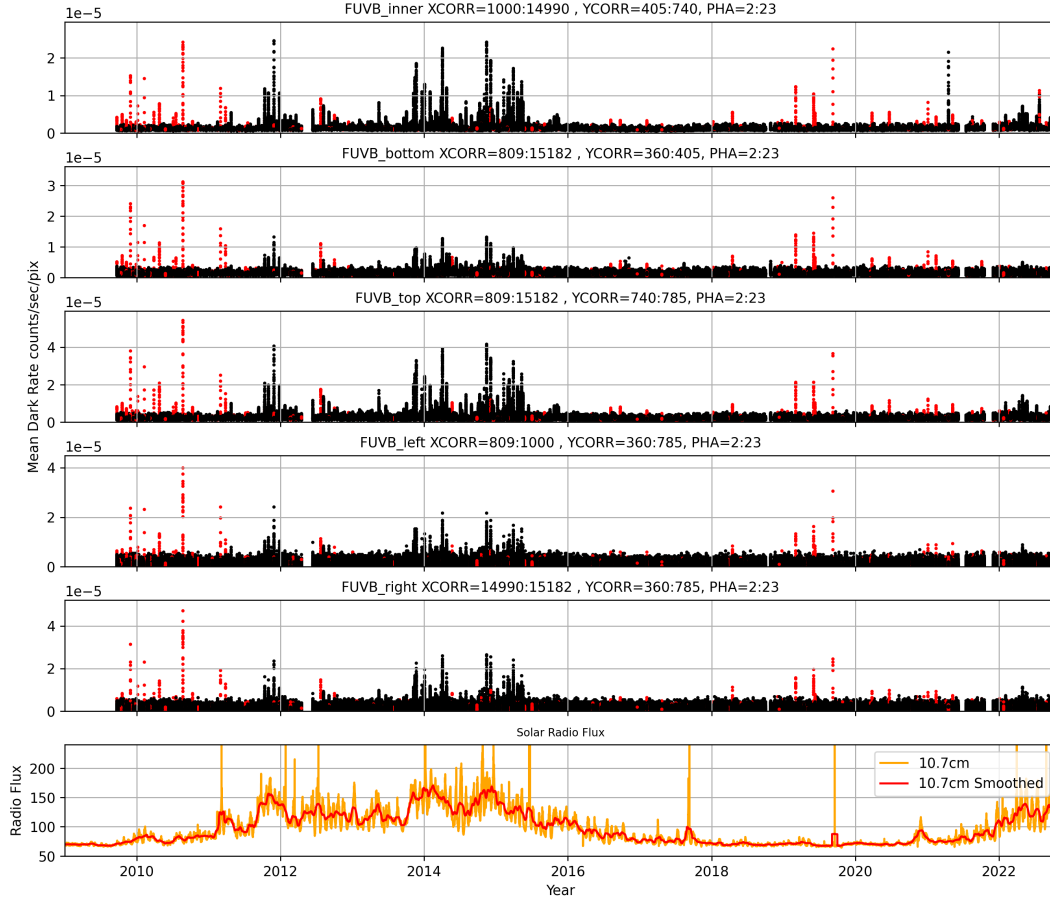 FUVB_inner XCORR=1000:14990 , YCORR=405:740, PHA=2:23
1e−5
2
1
0
FUVB_bottom XCORR=809:15182 , YCORR=360:405, PHA=2:23
1e−5
3
2
1
0
FUVB_top XCORR=809:15182 , YCORR=740:785, PHA=2:23
1e−5
4
2
0
Mean Dark Rate counts/sec/pix
FUVB_left XCORR=809:1000 , YCORR=360:785, PHA=2:23
1e−5
4
2
0
FUVB_right XCORR=14990:15182 , YCORR=360:785, PHA=2:23
1e−5
4
2
0
Solar Radio Flux
Radio Flux
200
150
100
50
10.7cm
10.7cm Smoothed
2010 2012 2014 2016 2018 2020 2022
Year